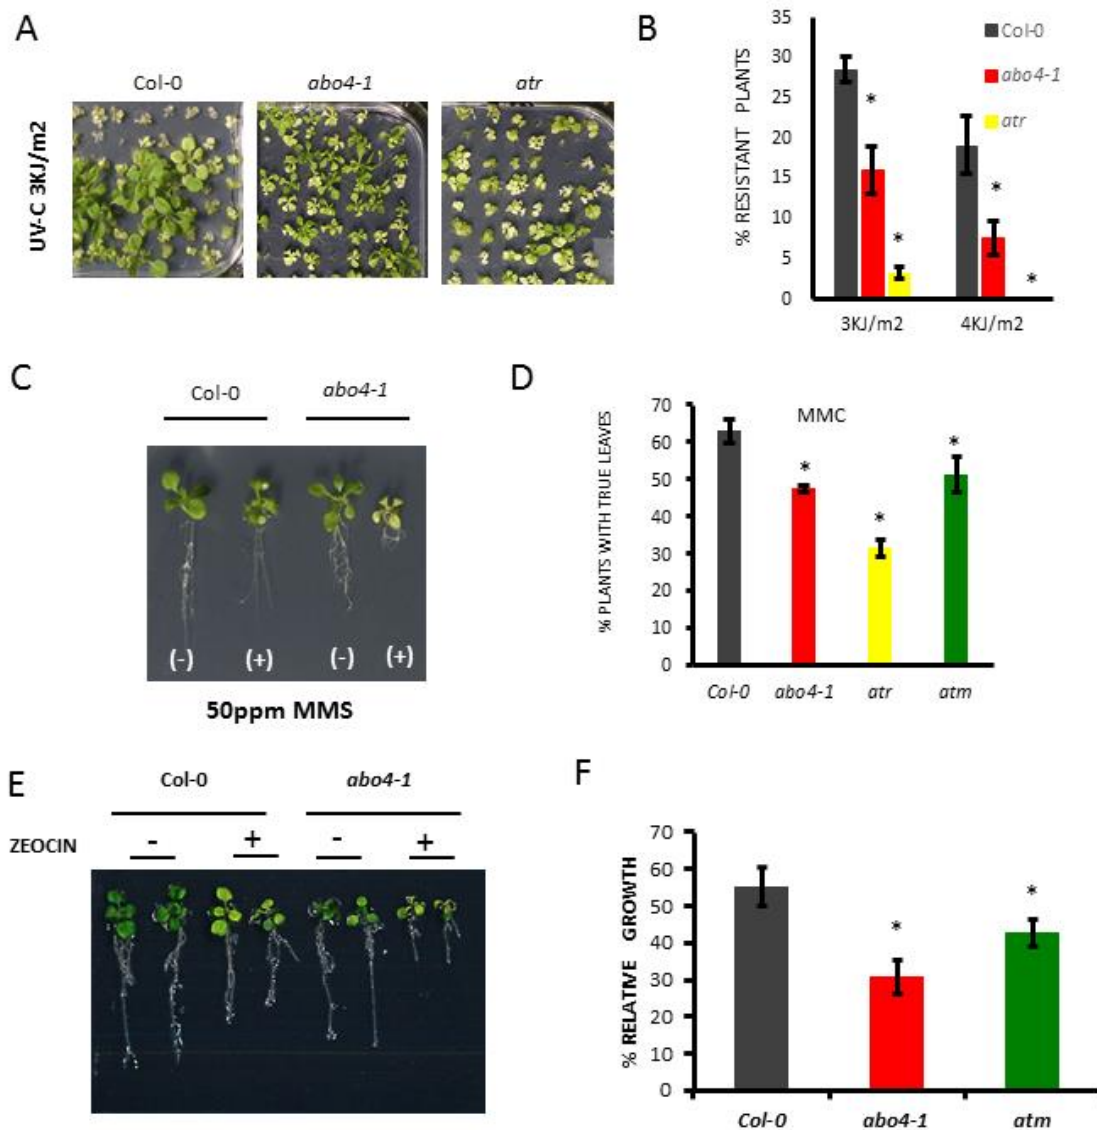 A
Col-0
abo4-1
atr
UV-C 3KJ/m2
B
% RESISTANT PLANTS
35
30
25
20
15
10
5
0
Col-0
abo4-1
atr
*
*
*
*
3KJ/m2
4KJ/m2
C
Col-0
abo4-1
(-)
(+)
(-)
(+)
50ppm MMS
D
% PLANTS WITH TRUE LEAVES
70
60
50
40
30
20
10
0
MMC
*
*
*
Col-0
abo4-1
atr
atm
E
Col-0
abo4-1
ZEOCIN
-
+
-
+
F
% RELATIVE GROWTH
70
60
50
40
30
20
10
0
*
*
Col-0
abo4-1
atm